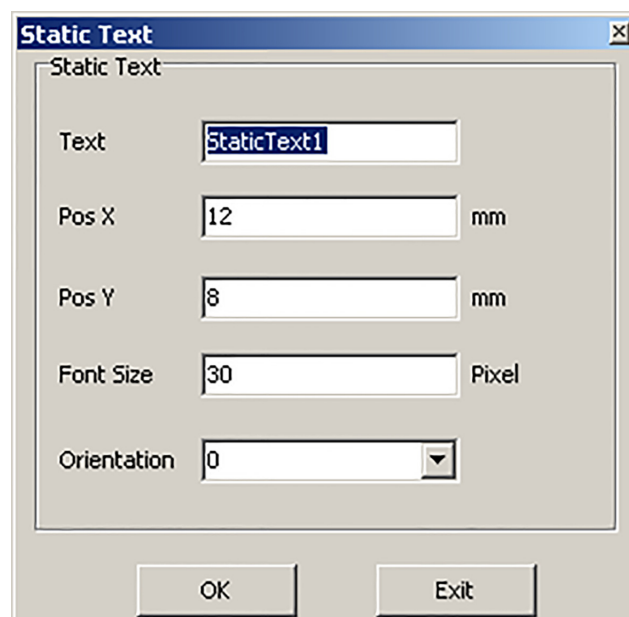 Static Text
Static Text
Text StaticText1
Pos X 12 mm
Pos Y 8 mm
Font Size 30 Pixel
Orientation 0
OK Exit